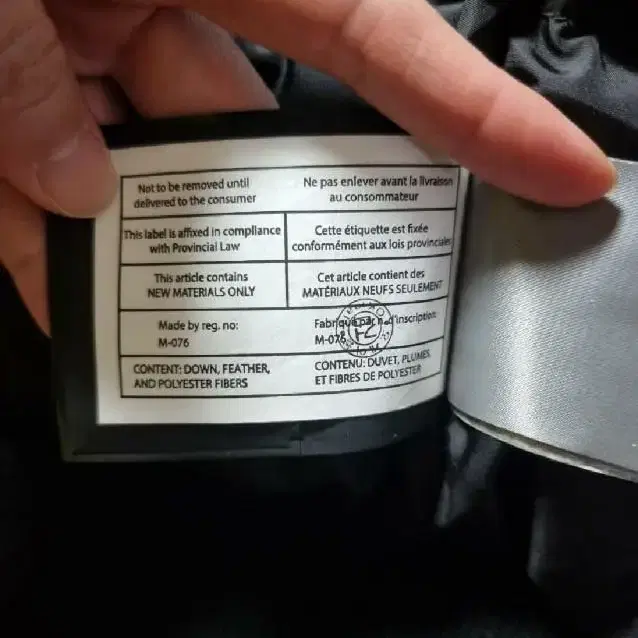 Not to be removed until
delivered to the consumer
Ne pas enlever avant la livraison
au consommateur
This label is affixed in compliance
with Provincial Law
Cette étiquette est fixée
conformément aux lois provinciales
This article contains
NEW MATERIALS ONLY
Cet article contient des
MATÉRIAUX NEUFS SEULEMENT
Made by reg. no:
M-076
Fabriqué par n.d'inscription:
M-076
CONTENT: DOWN, FEATHER,
AND POLYESTER FIBERS
CONTENU: DUVET, PLUMES
ET FIBRES DE POLYESTER